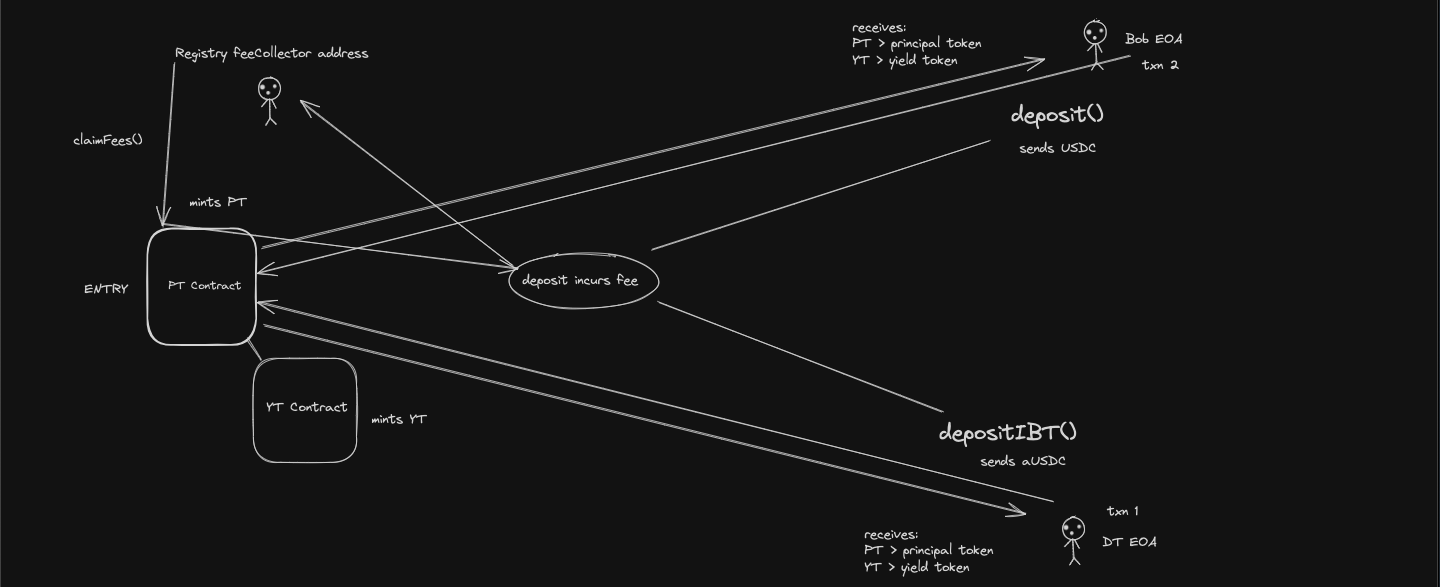 receives:
PT > principal token
YT > yield token
Bob EOA
txn 2
Registry feeCollector address
deposit()
sends USDC
claimFees()
mints PT
PT Contract
ENTRY
deposit incurs fee
YT Contract
mints YT
depositIBT()
sends aUSDC
txn 1
DT EOA
receives:
PT > principal token
YT > yield token